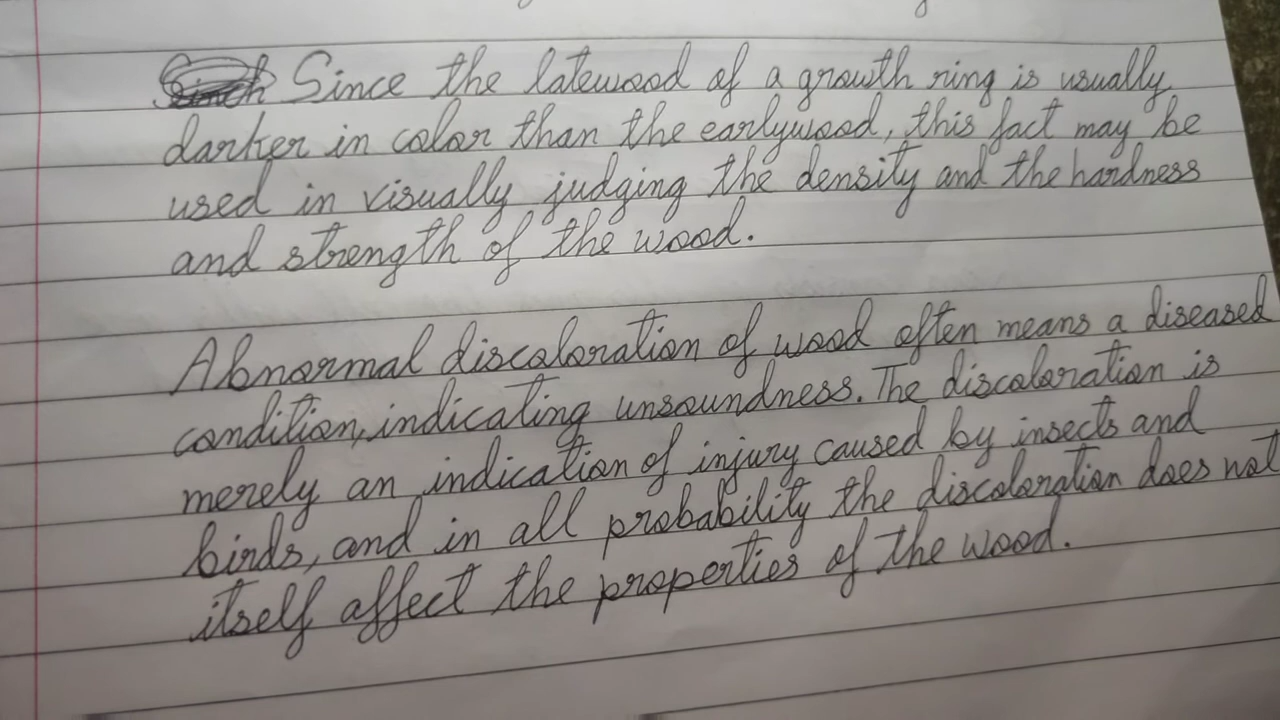 Since the latewood of a growth ring is usually
darker in color than the earlywood, this fact may be
used in visually judging the density and the hardness
and strength of the wood.
Abnormal discoloration of wood often means a diseased
condition, indicating unsoundness. The discoloration is
merely an indication of injury caused by insects and
birds, and in all probability the discoloration does not
itself affect the properties of the wood.